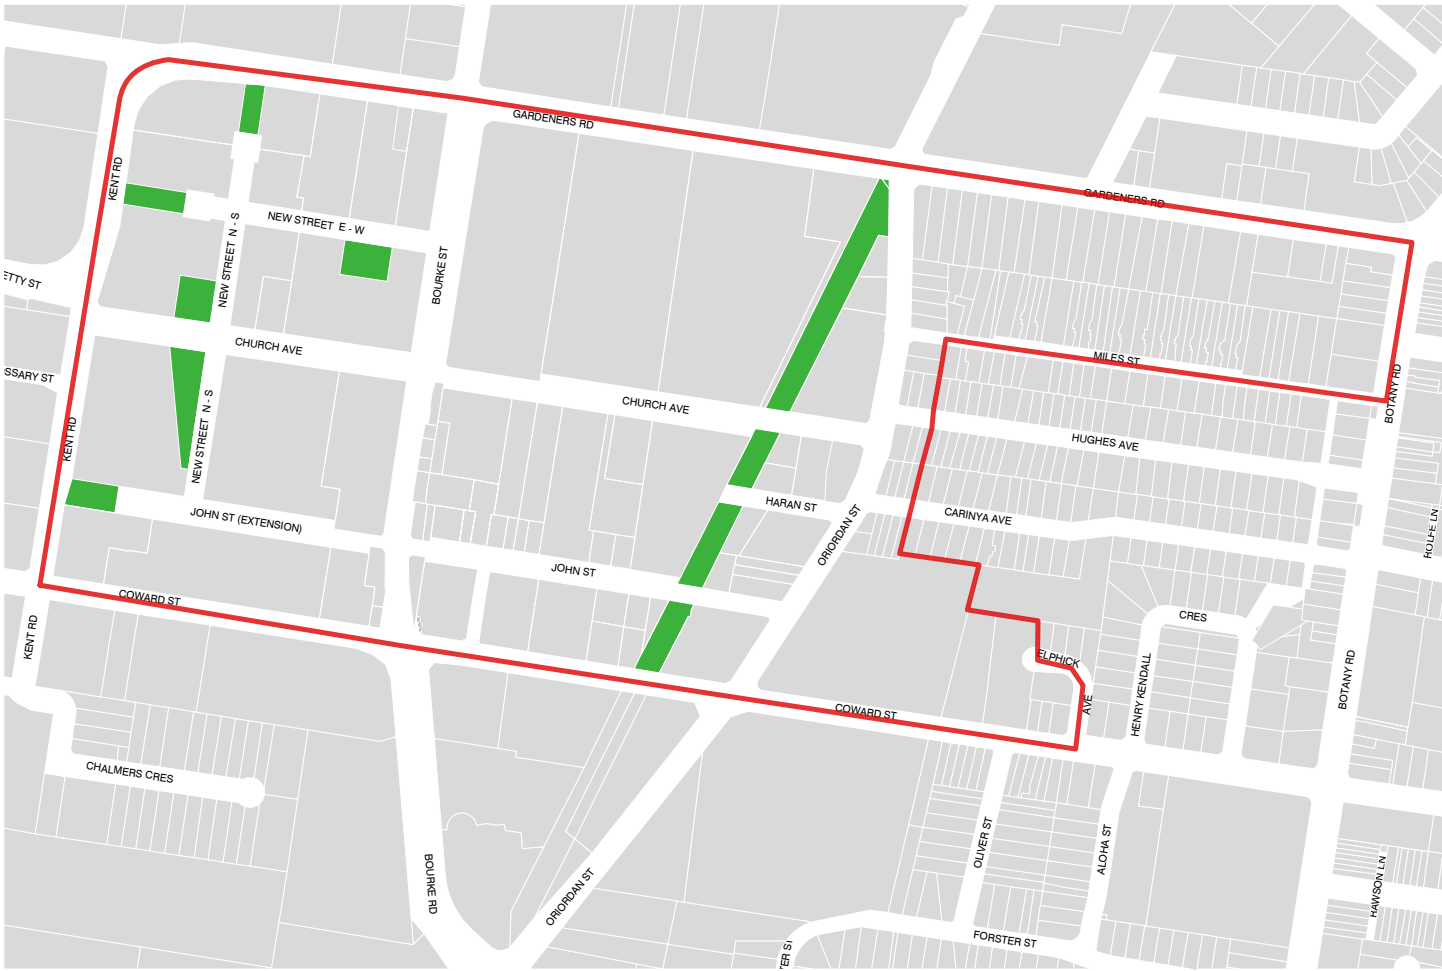 GARDENERS RD
KENT RD
GARDENERS RD
NEW STREET N - S
NEW STREET E - W
BOURKE ST
ETTY ST
CHURCH AVE
MILES ST
SSARY ST
BOTANY RD
NEW STREET N - S
CHURCH AVE
KENT RD
HUGHES AVE
HARAN ST
CARINYA AVE
JOHN ST (EXTENSION)
ORIORDAN ST
ROLFE LN
JOHN ST
COWARD ST
CRES
KENT RD
ELPHICK
AVE
HENRY KENDALL
BOTANY RD
COWARD ST
CHALMERS CRES
OLIVER ST
ALOHA ST
BOURKE RD
ORIORDAN ST
HAWSON LN
FORSTER ST
TER ST